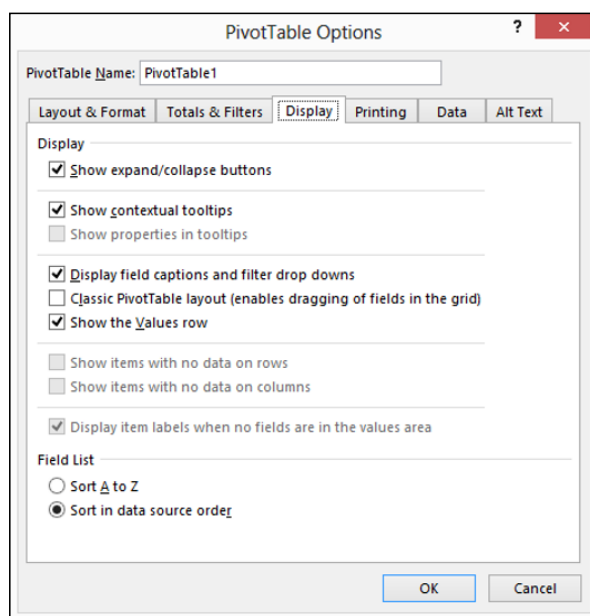 PivotTable Options
?
PivotTable Name: PivotTable1
Layout & Format Totals & Filters Display Printing Data Alt Text
Display
Show expand/collapse buttons
Show contextual tooltips
Show properties in tooltips
Display field captions and filter drop downs
Classic PivotTable layout (enables dragging of fields in the grid)
Show the Values row
Show items with no data on rows
Show items with no data on columns
Display item labels when no fields are in the values area
Field List
Sort A to Z
Sort in data source order
OK Cancel